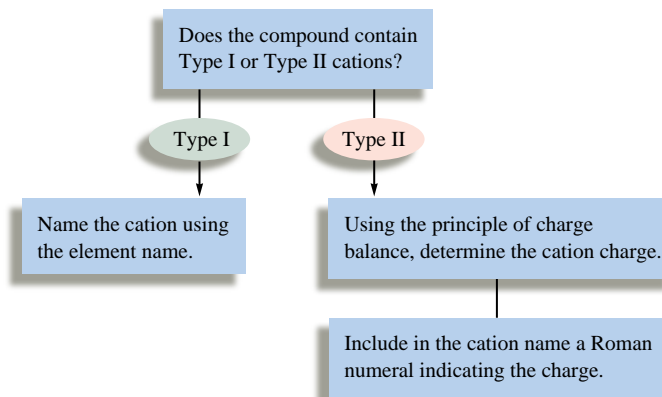 Does the compound contain
Type I or Type II cations?
Type I
Type II
Name the cation using
the element name.
Using the principle of charge
balance, determine the cation charge.
Include in the cation name a Roman
numeral indicating the charge.